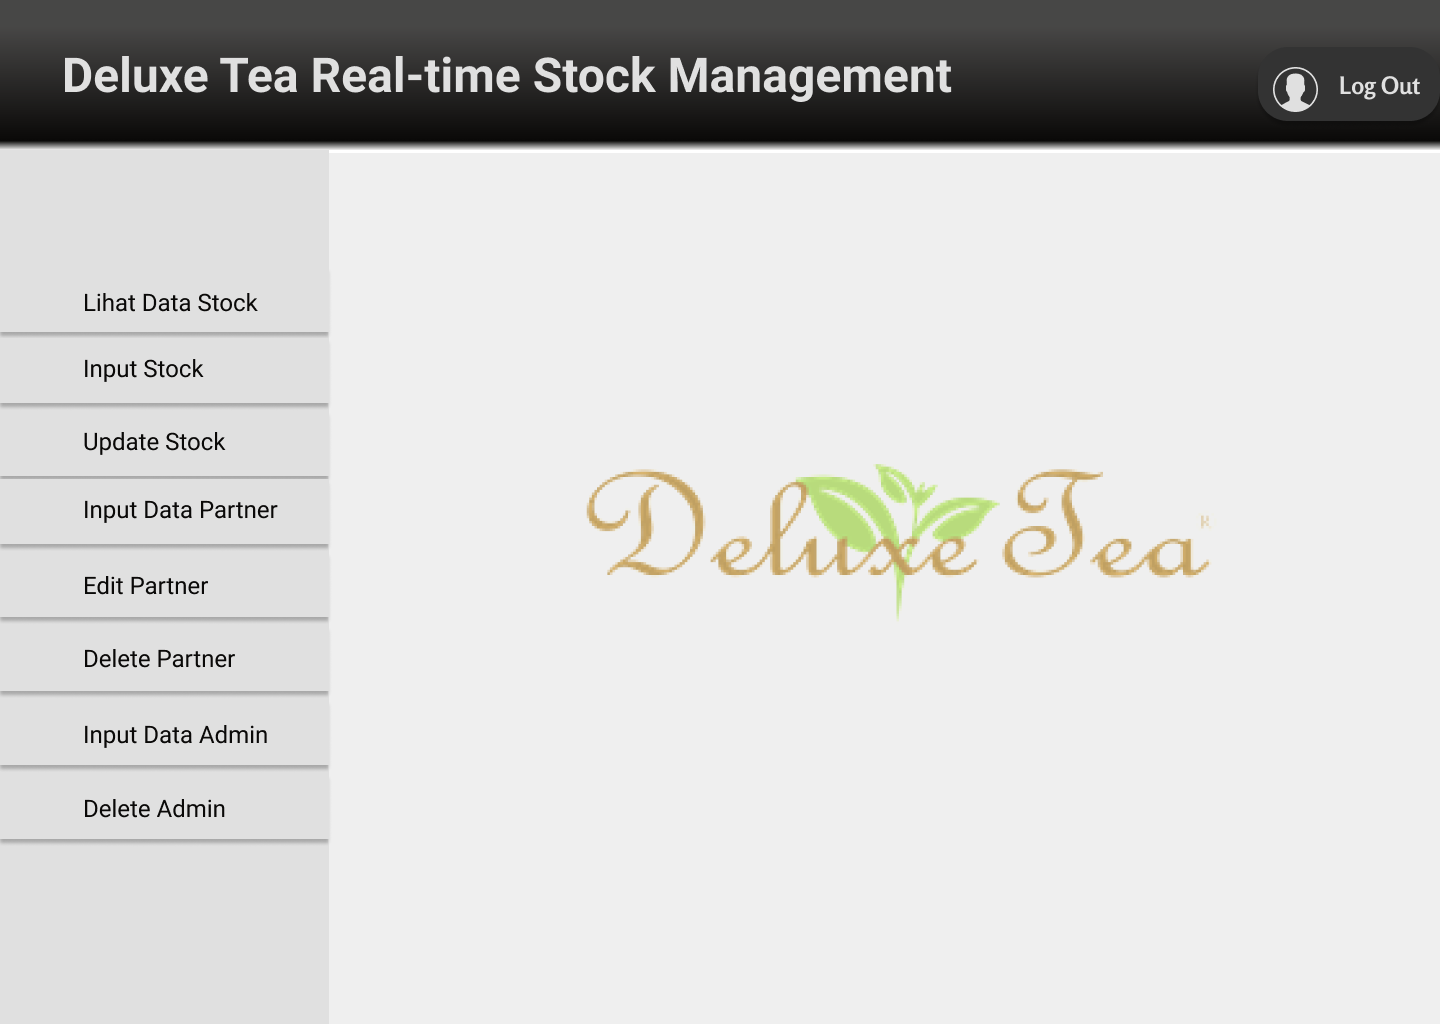 Deluxe Tea Real-time Stock Management
Log Out
Lihat Data Stock
Input Stock
Update Stock
Input Data Partner
Edit Partner
Delete Partner
Input Data Admin
Delete Admin
Deluxe Tea